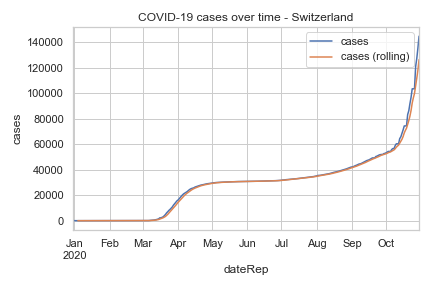 COVID-19 cases over time - Switzerland
cases
cases (rolling)
140000
120000
100000
80000
60000
40000
20000
0
cases
Jan Feb Mar Apr May Jun Jul Aug Sep Oct
2020
dateRep